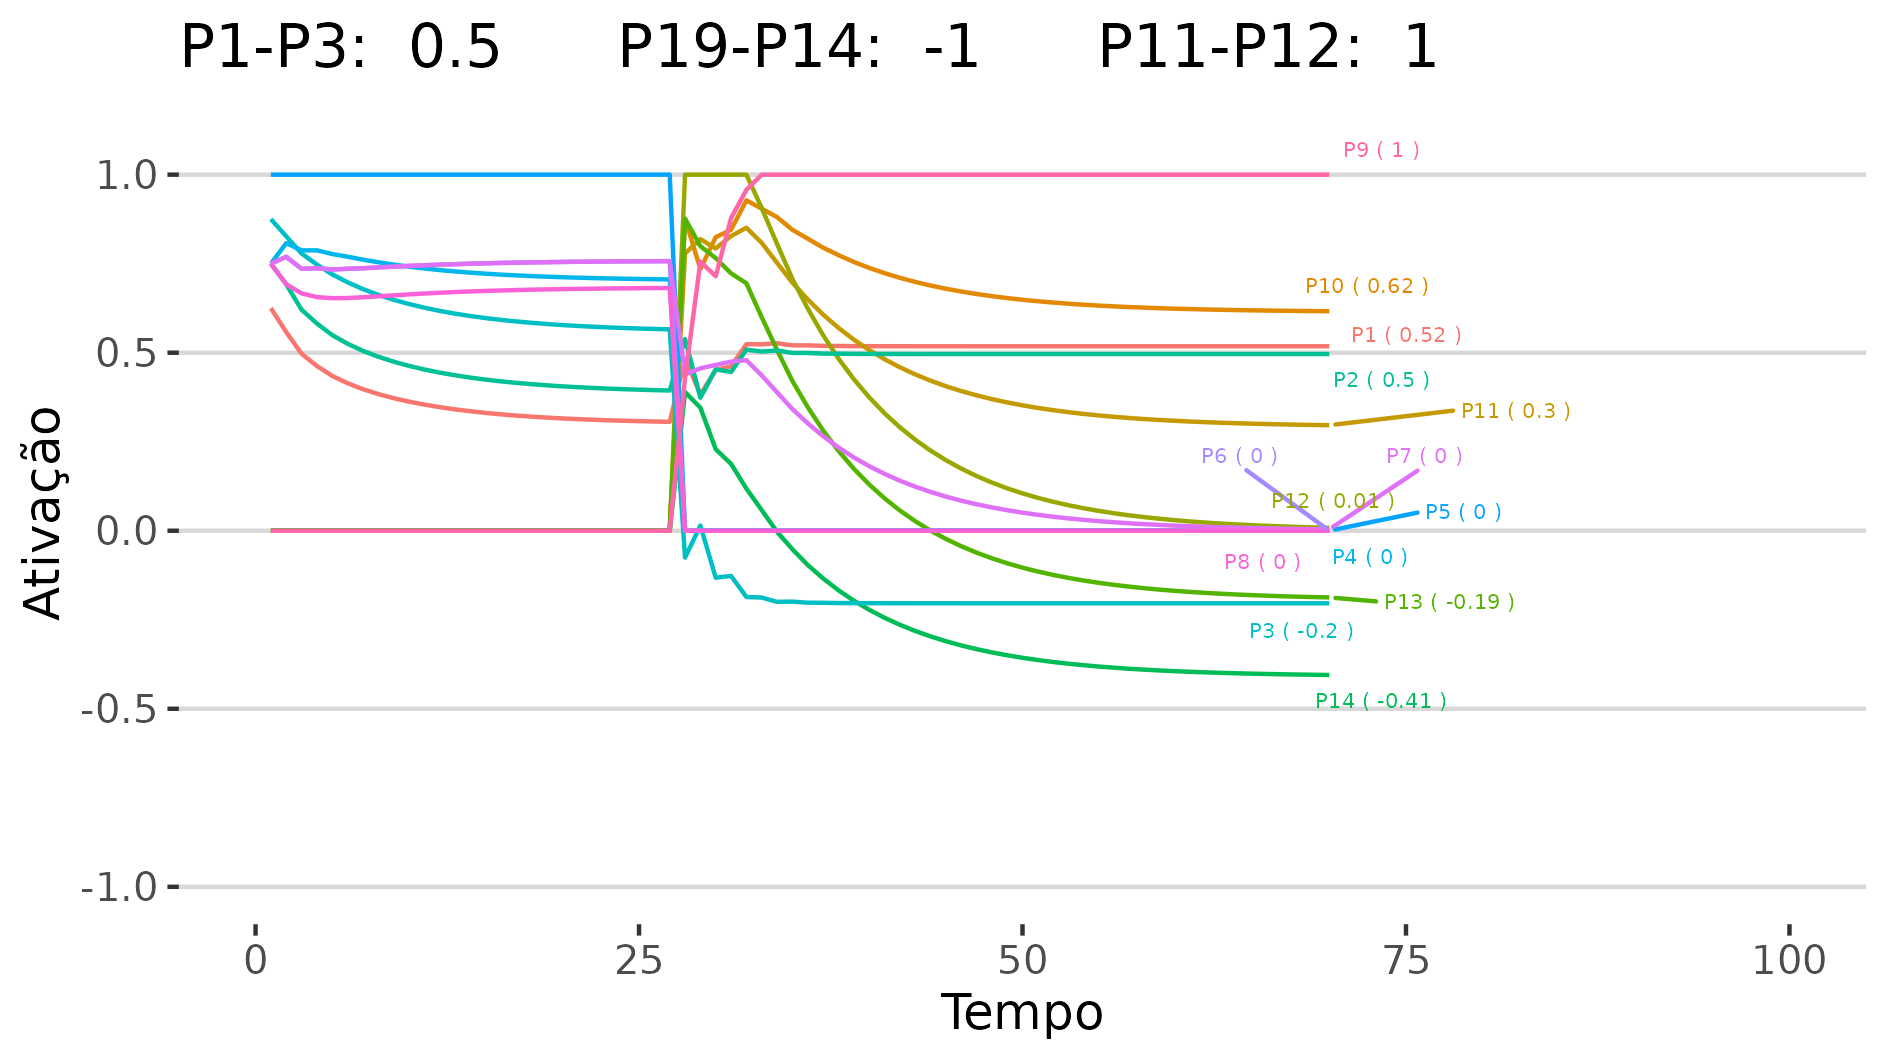 P1-P3:  0.5      P19-P14:  -1      P11-P12:  1
P9 ( 1 )
1.0
P10 ( 0.62 )
P1 ( 0.52 )
0.5
P2 ( 0.5 )
P11 ( 0.3 )
P6 ( 0 ) P7 ( 0 )
P12 ( 0.01 )
P5 ( 0 )
0.0
P4 ( 0 )
P8 ( 0 )
P13 ( -0.19 )
P3 ( -0.2 )
P14 ( -0.41 )
-0.5
-1.0
Ativação
0 25 50 75 100
Tempo